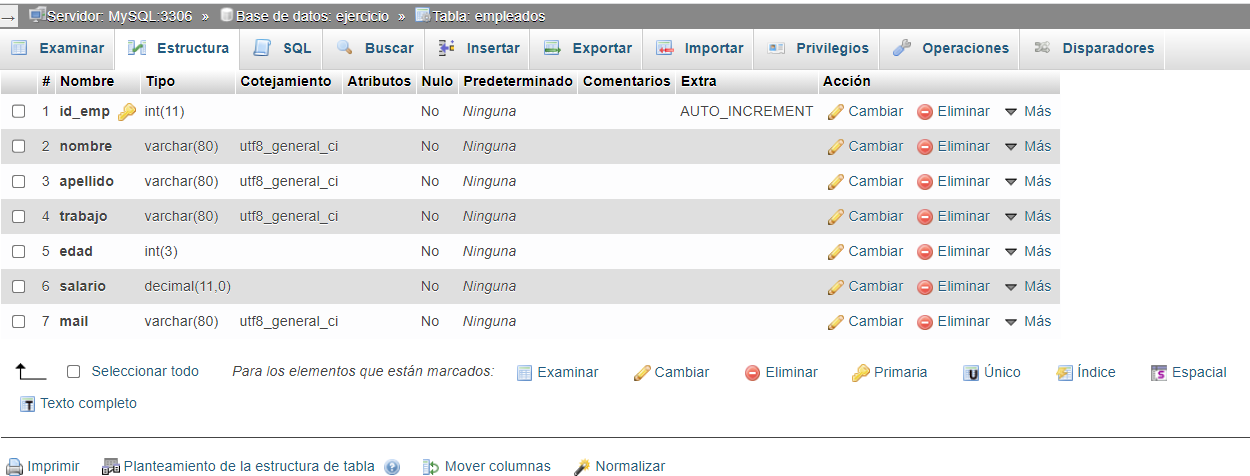 Servidor: MySQL:3306 » Base de datos: ejercicio » Tabla: empleados
Examinar Estructura SQL Buscar Insertar Exportar Importar Privilegios Operaciones Disparadores
# Nombre Tipo Cotejamiento Atributos Nulo Predeterminado Comentarios Extra Acción
1 id_emp int(11) No Ninguna AUTO_INCREMENT Cambiar Eliminar Más
2 nombre varchar(80) utf8_general_ci No Ninguna Cambiar Eliminar Más
3 apellido varchar(80) utf8_general_ci No Ninguna Cambiar Eliminar Más
4 trabajo varchar(80) utf8_general_ci No Ninguna Cambiar Eliminar Más
5 edad int(3) No Ninguna Cambiar Eliminar Más
6 salario decimal(11,0) No Ninguna Cambiar Eliminar Más
7 mail varchar(80) utf8_general_ci No Ninguna Cambiar Eliminar Más
Seleccionar todo Para los elementos que están marcados: Examinar Cambiar Eliminar Primaria Único Índice Espacial
Texto completo
Imprimir Planteamiento de la estructura de tabla Mover columnas Normalizar